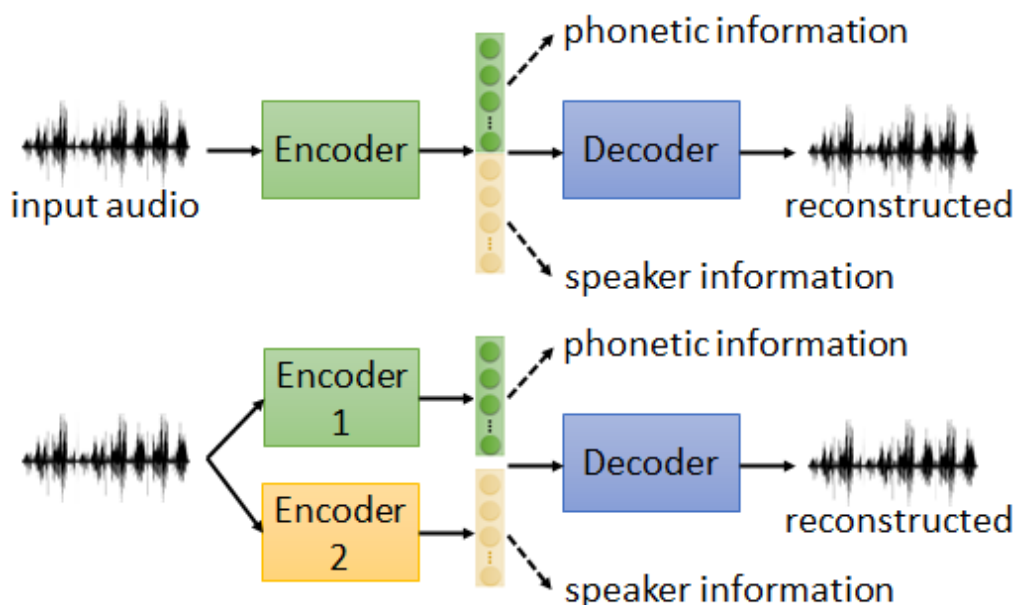 phonetic information
Encoder
Decoder
input audio
reconstructed
speaker information
phonetic information
Encoder
1
Decoder
Encoder
2
reconstructed
speaker information